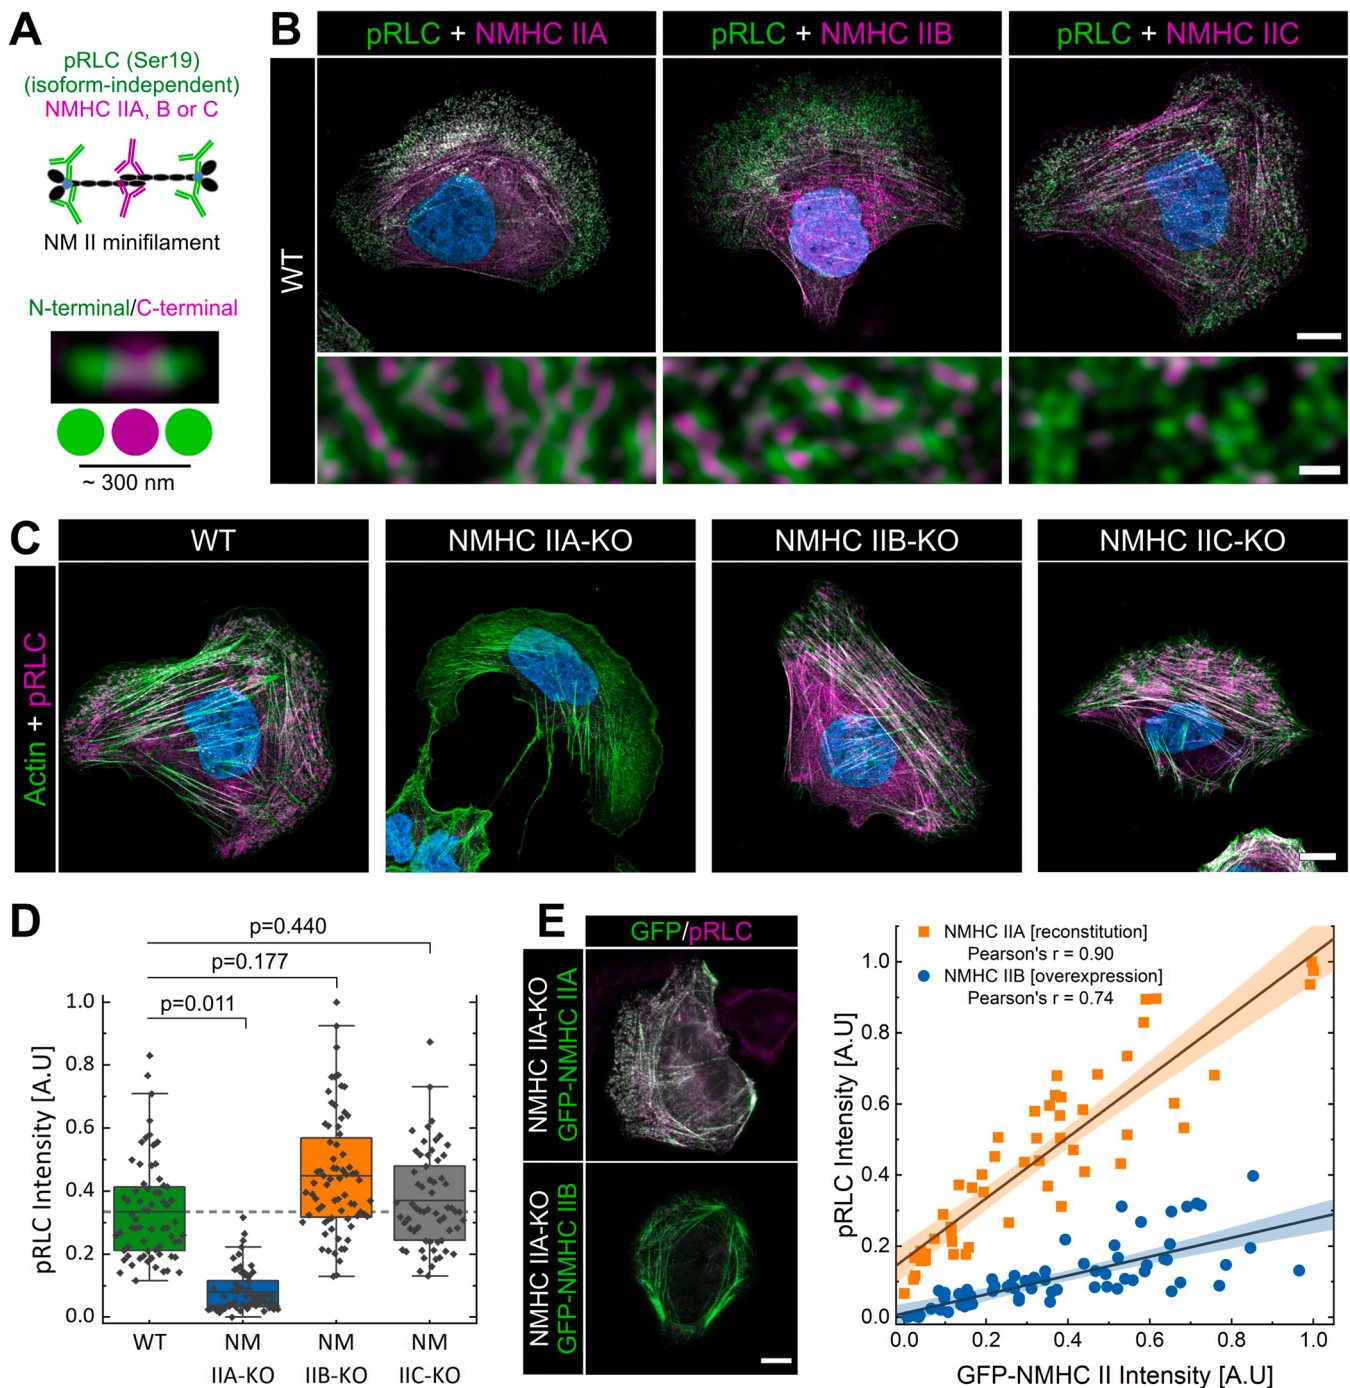 A
pRLC (Ser19)
(isoform-independent)
NMHC IIA, B or C
NM II minifilament
N-terminal/C-terminal
~ 300 nm
B
pRLC + NMHC IIA
pRLC + NMHC IIB
pRLC + NMHC IIC
WT
C
WT
NMHC IIA-KO
NMHC IIB-KO
NMHC IIC-KO
Actin + pRLC
D
p=0.440
p=0.177
p=0.011
pRLC Intensity [A.U]
1.0
0.8
0.6
0.4
0.2
0.0
WT
NM
IIA-KO
NM
IIB-KO
NM
IIC-KO
E
GFP/pRLC
NMHC IIA-KO
GFP-NMHC IIA
NMHC IIA-KO
GFP-NMHC IIB
NMHC IIA [reconstitution]
Pearson's r = 0.90
NMHC IIB [overexpression]
Pearson's r = 0.74
pRLC Intensity [A.U]
1.0
0.8
0.6
0.4
0.2
0.0
0.0 0.2 0.4 0.6 0.8 1.0
GFP-NMHC II Intensity [A.U]